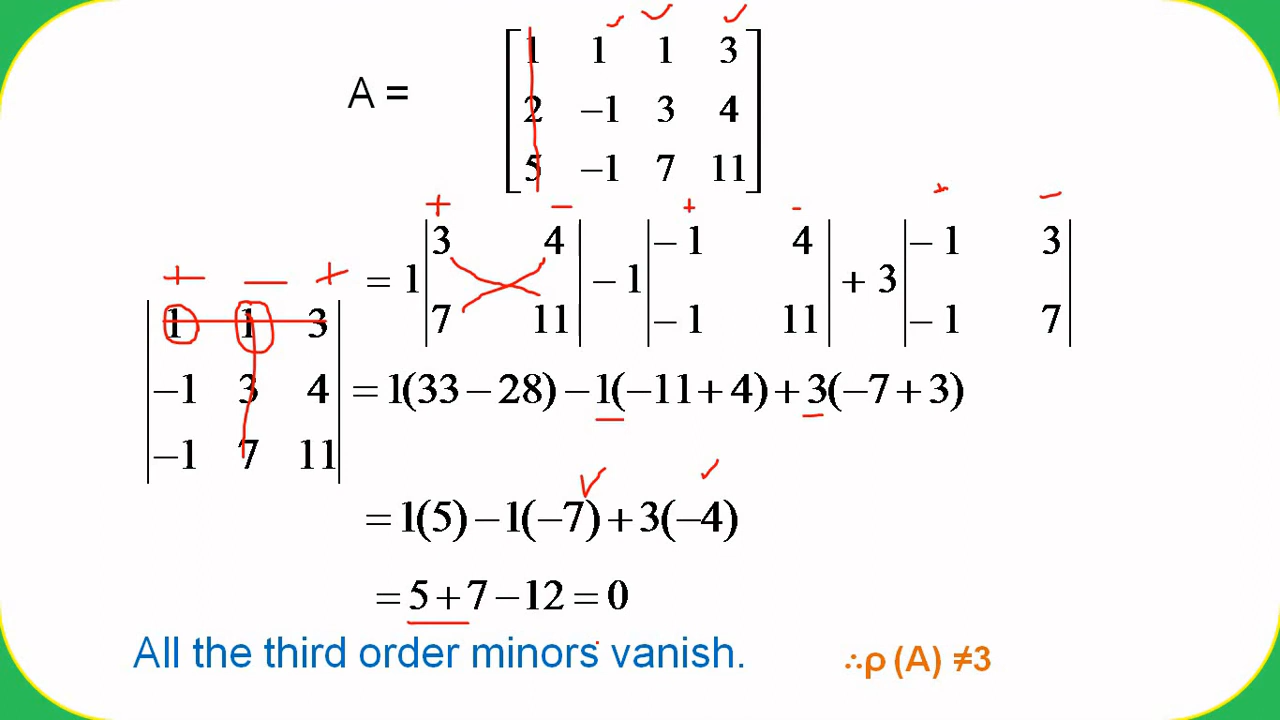 A = [1 1 1 3
2 −1 3 4
5 −1 7 11]
+ − + − + −
+ − +
|1 1 3
−1 3 4
−1 7 11|
= 1|3 4
7 11| − 1|−1 4
−1 11| + 3|−1 3
−1 7|
= 1(33 − 28) − 1(−11 + 4) + 3(−7 + 3)
= 1(5) − 1(−7) + 3(−4)
= 5 + 7 − 12 = 0
All the third order minors vanish.
∴ρ (A) ≠3